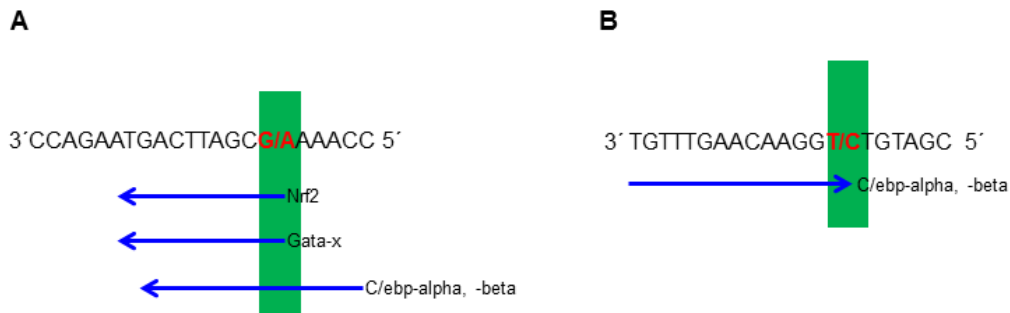 A
3´CCAGAATGACTTAGCG/AAAACC 5´
Nrf2
Gata-x
C/ebp-alpha, -beta
B
3´ TGTTTGAACAAGGT/CTGTAGC 5´
C/ebp-alpha, -beta